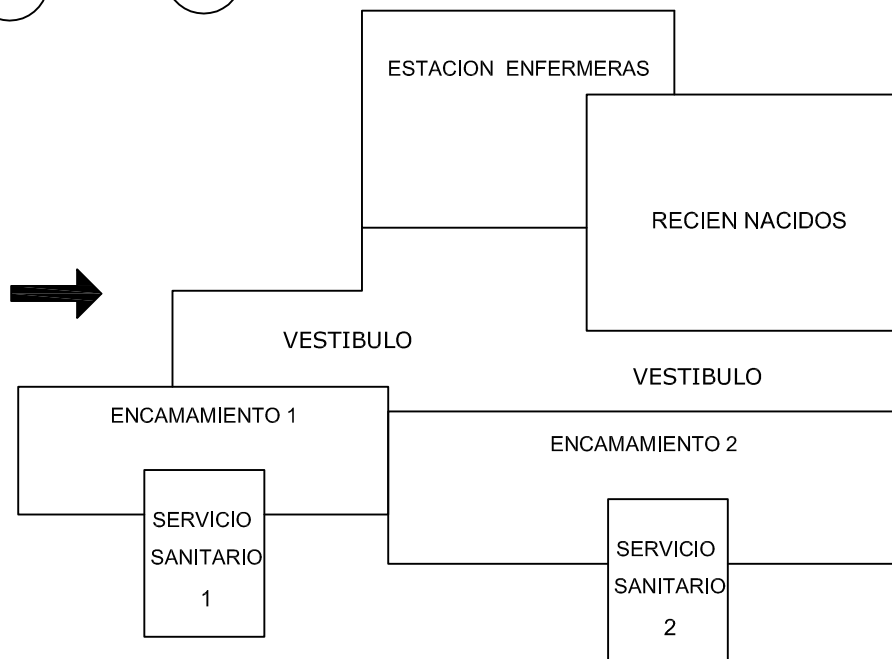 ESTACION ENFERMERAS
RECIEN NACIDOS
VESTIBULO
VESTIBULO
ENCAMAMIENTO 1
ENCAMAMIENTO 2
SERVICIO
SANITARIO
1
SERVICIO
SANITARIO
2